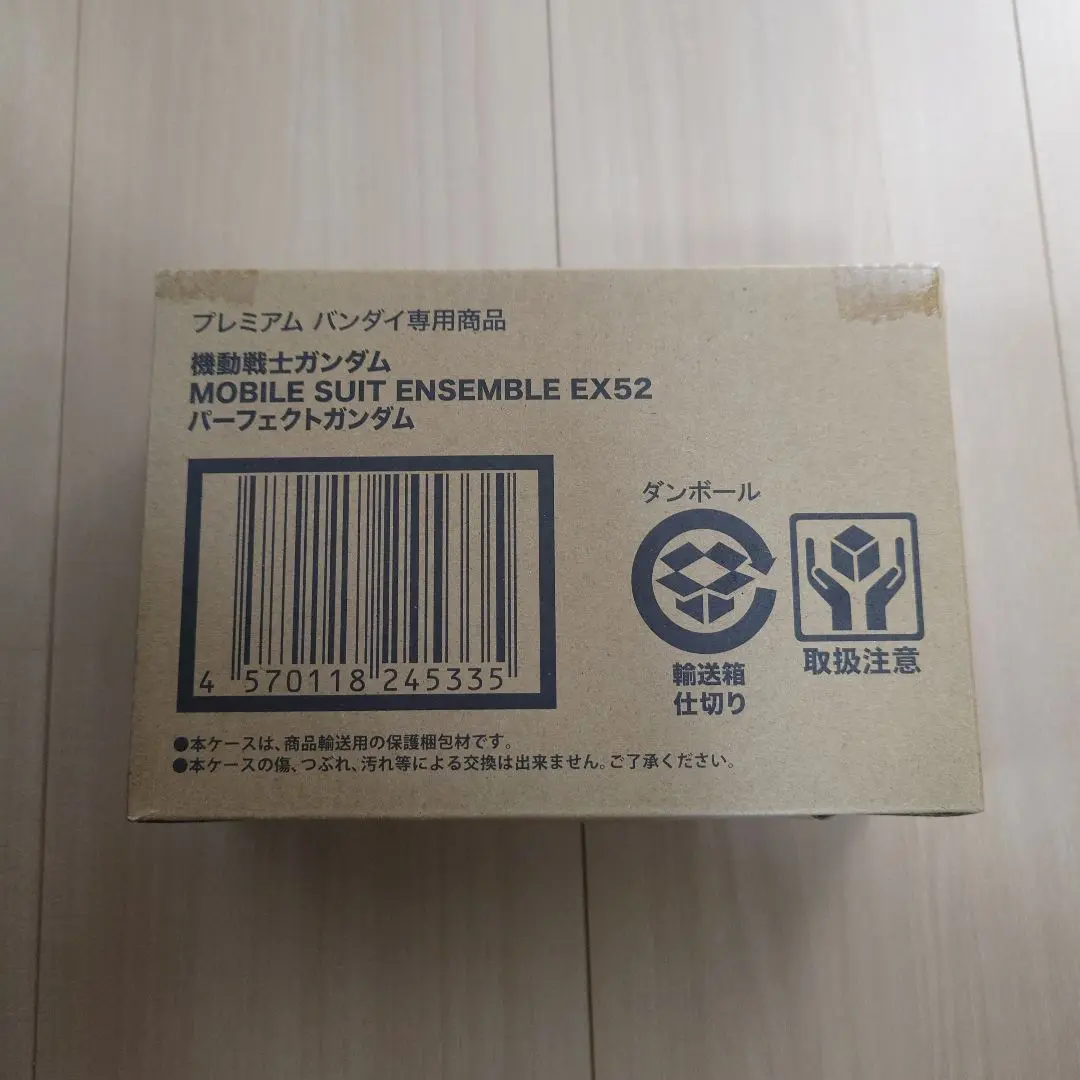 プレミアム バンダイ専用商品
機動戦士ガンダム
MOBILE SUIT ENSEMBLE EX52
パーフェクトガンダム
ダンボール
輸送箱
仕切り
取扱注意
4 570118 245335
●本ケースは、商品輸送用の保護梱包材です。
●本ケースの傷、つぶれ、汚れ等による交換は出来ません。ご了承ください。